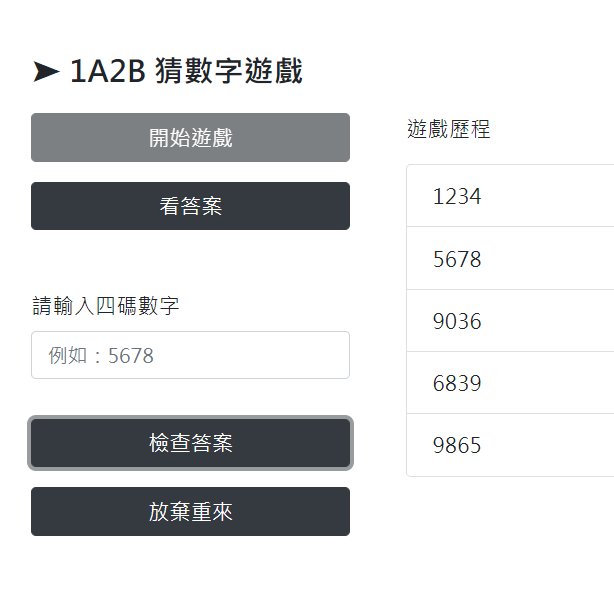 ➤ 1A2B 猜數字遊戲
開始遊戲
看答案
請輸入四碼數字
例如：5678
檢查答案
放棄重來
遊戲歷程
1234
5678
9036
6839
9865